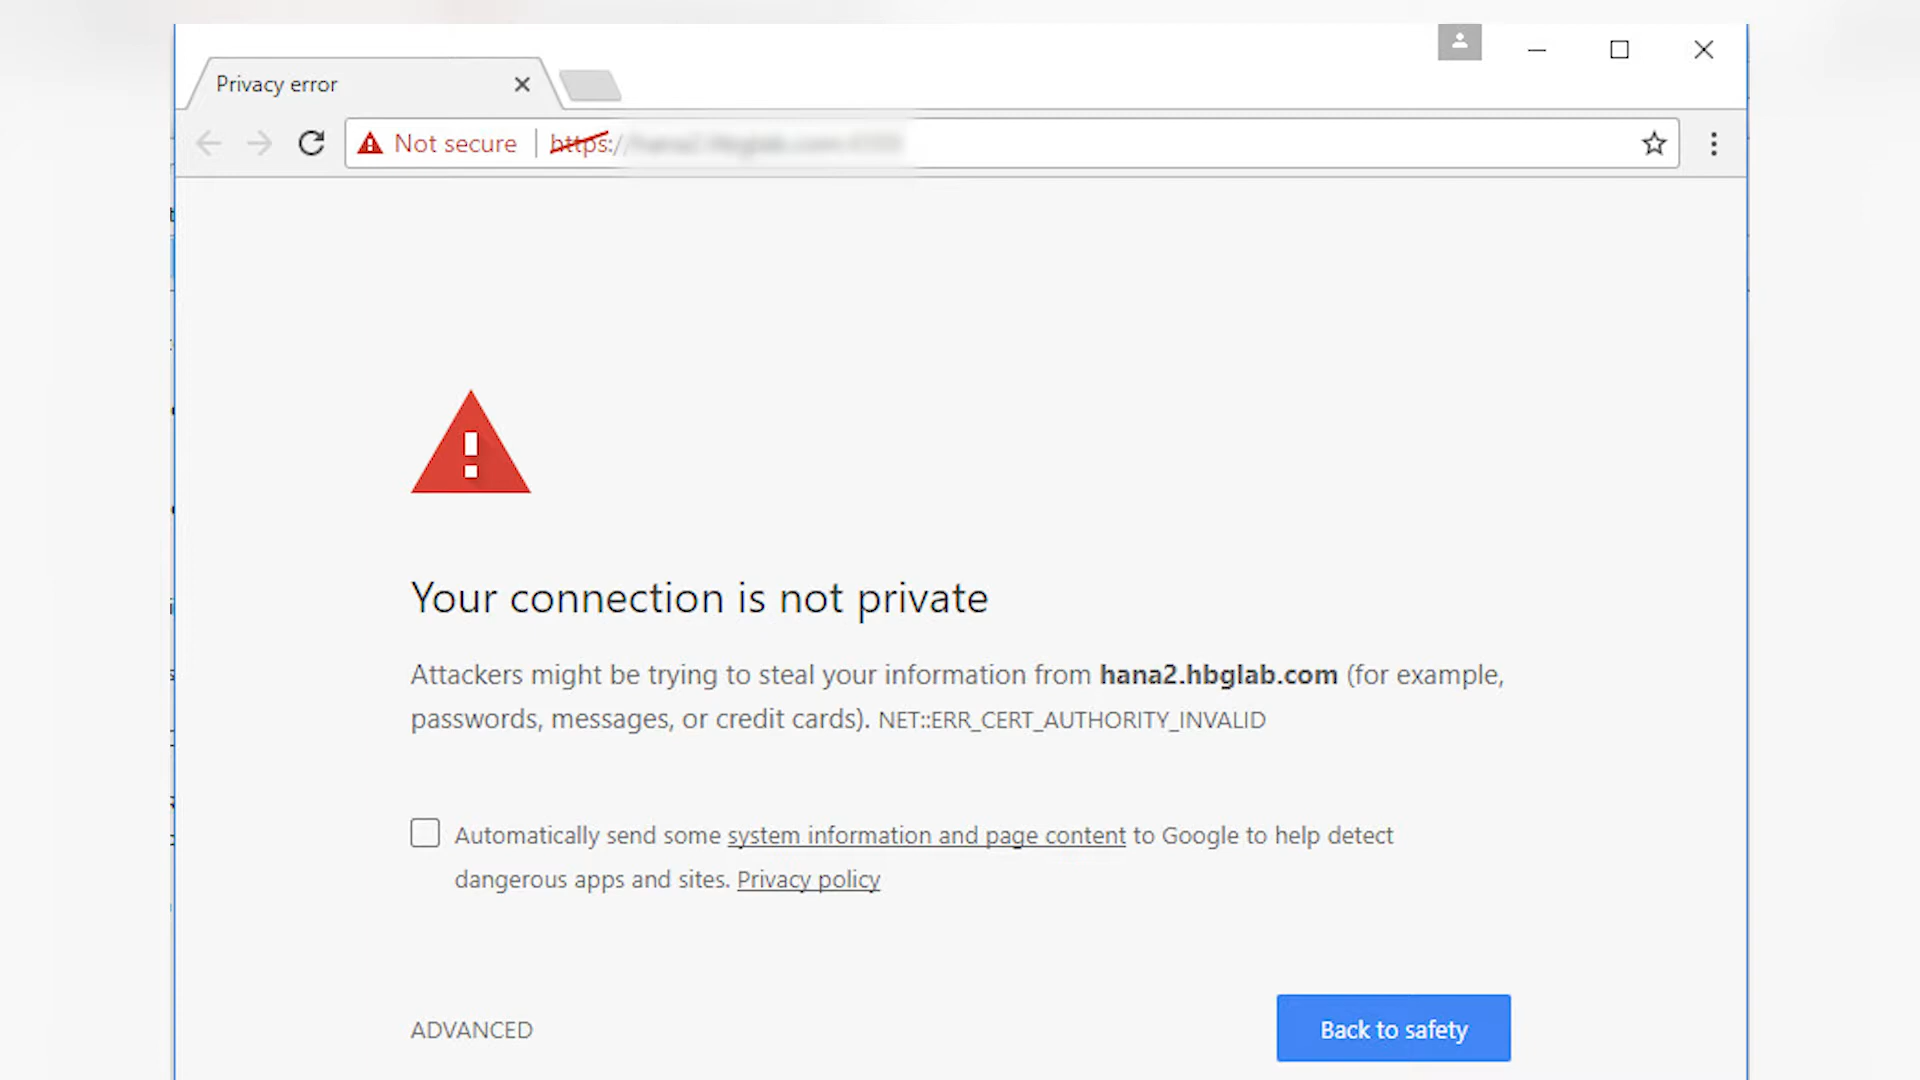 Privacy error
Not secure https:/
Your connection is not private
Attackers might be trying to steal your information from hana2.hbglab.com (for example,
passwords, messages, or credit cards). NET::ERR_CERT_AUTHORITY_INVALID
Automatically send some system information and page content to Google to help detect
dangerous apps and sites. Privacy policy
ADVANCED
Back to safety